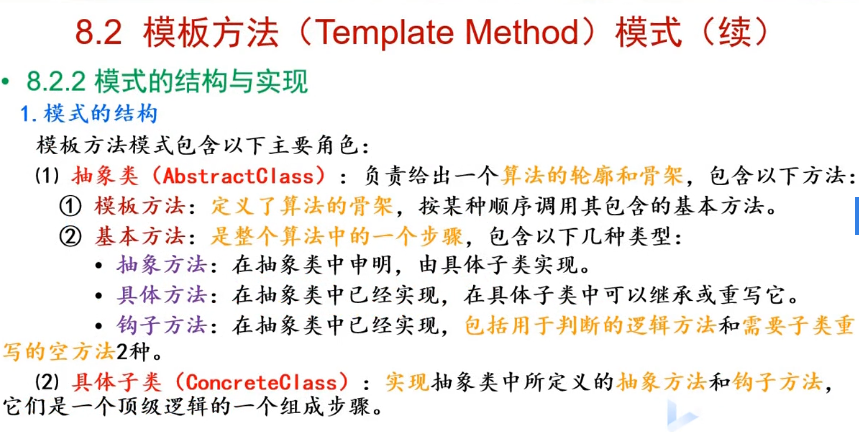 8.2 模板方法（Template Method）模式（续）
• 8.2.2 模式的结构与实现
1.模式的结构
模板方法模式包含以下主要角色：
(1) 抽象类（AbstractClass）：负责给出一个算法的轮廓和骨架，包含以下方法：
① 模板方法：定义了算法的骨架，按某种顺序调用其包含的基本方法。
② 基本方法：是整个算法中的一个步骤，包含以下几种类型：
• 抽象方法：在抽象类中申明，由具体子类实现。
• 具体方法：在抽象类中已经实现，在具体子类中可以继承或重写它。
• 钩子方法：在抽象类中已经实现，包括用于判断的逻辑方法和需要子类重
写的空方法2种。
(2) 具体子类（ConcreteClass）：实现抽象类中所定义的抽象方法和钩子方法，
它们是一个顶级逻辑的一个组成步骤。